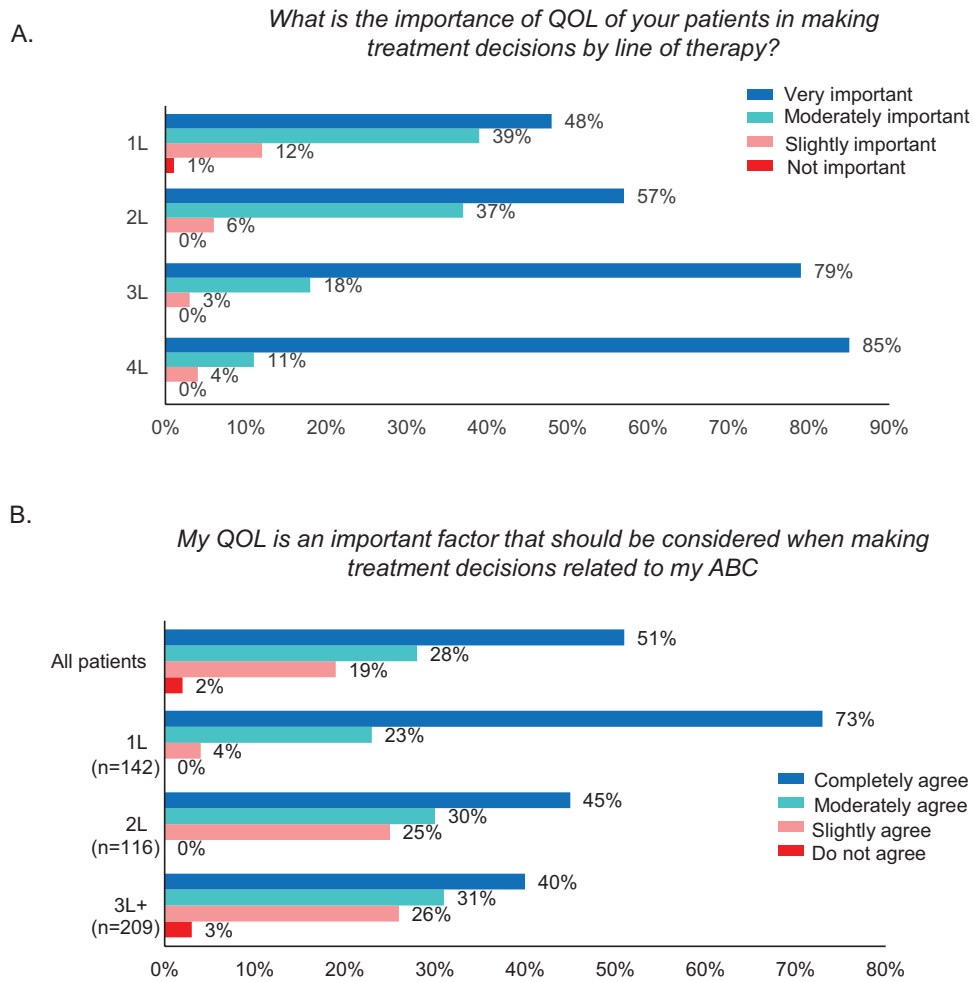 A.
What is the importance of QOL of your patients in making
treatment decisions by line of therapy?
Very important
Moderately important
Slightly important
Not important
1L
48%
39%
12%
1%
2L
57%
37%
6%
0%
3L
79%
18%
3%
0%
4L
85%
11%
4%
0%
0% 10% 20% 30% 40% 50% 60% 70% 80% 90%
B.
My QOL is an important factor that should be considered when making
treatment decisions related to my ABC
All patients
51%
28%
19%
2%
1L
(n=142)
73%
23%
4%
0%
Completely agree
Moderately agree
Slightly agree
Do not agree
2L
(n=116)
45%
30%
25%
0%
3L+
(n=209)
40%
31%
26%
3%
0% 10% 20% 30% 40% 50% 60% 70% 80%